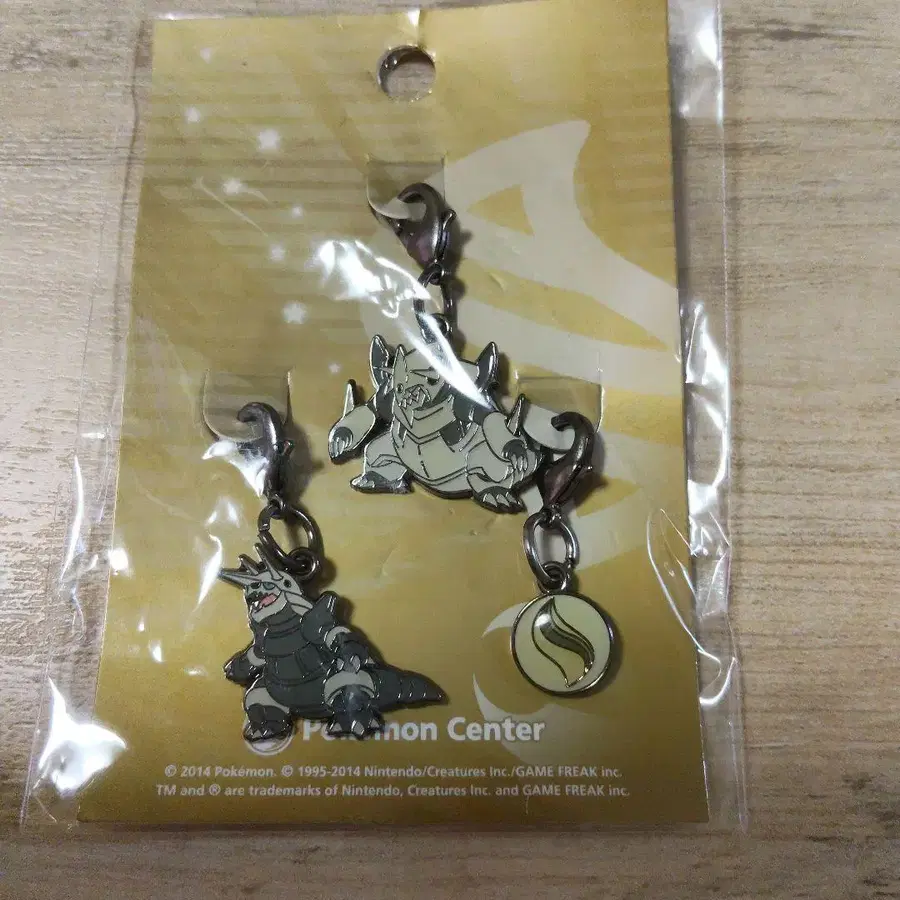 Pokémon Center
© 2014 Pokémon. © 1995-2014 Nintendo/Creatures Inc./GAME FREAK inc.
TM and ® are trademarks of Nintendo, Creatures Inc. and GAME FREAK inc.